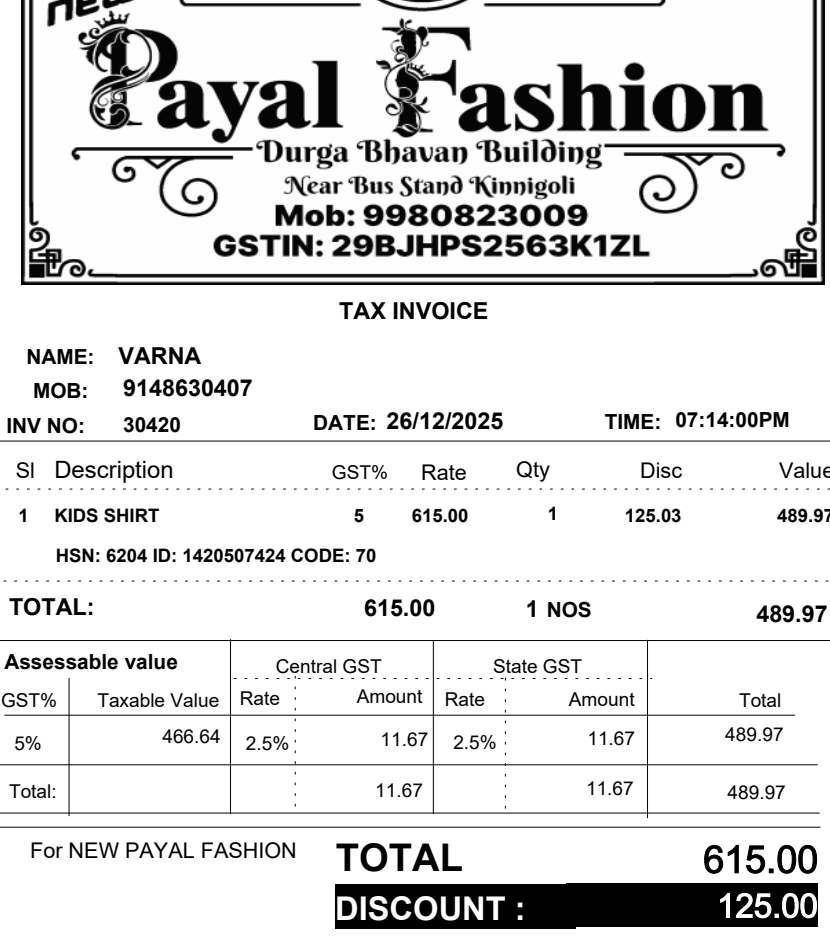 new
Payal Fashion
Durga Bhavan Building
Near Bus Stand Kinnigoli
Mob: 9980823009
GSTIN: 29BJHPS2563K1ZL
TAX INVOICE
NAME: VARNA
MOB: 9148630407
INV NO: 30420 DATE: 26/12/2025 TIME: 07:14:00PM
Sl Description GST% Rate Qty Disc Value
1 KIDS SHIRT 5 615.00 1 125.03 489.97
HSN: 6204 ID: 1420507424 CODE: 70
TOTAL: 615.00 1 NOS 489.97
Assessable value Central GST State GST
GST% Taxable Value Rate Amount Rate Amount Total
5% 466.64 2.5% 11.67 2.5% 11.67 489.97
Total: 11.67 11.67 489.97
For NEW PAYAL FASHION TOTAL 615.00
DISCOUNT : 125.00